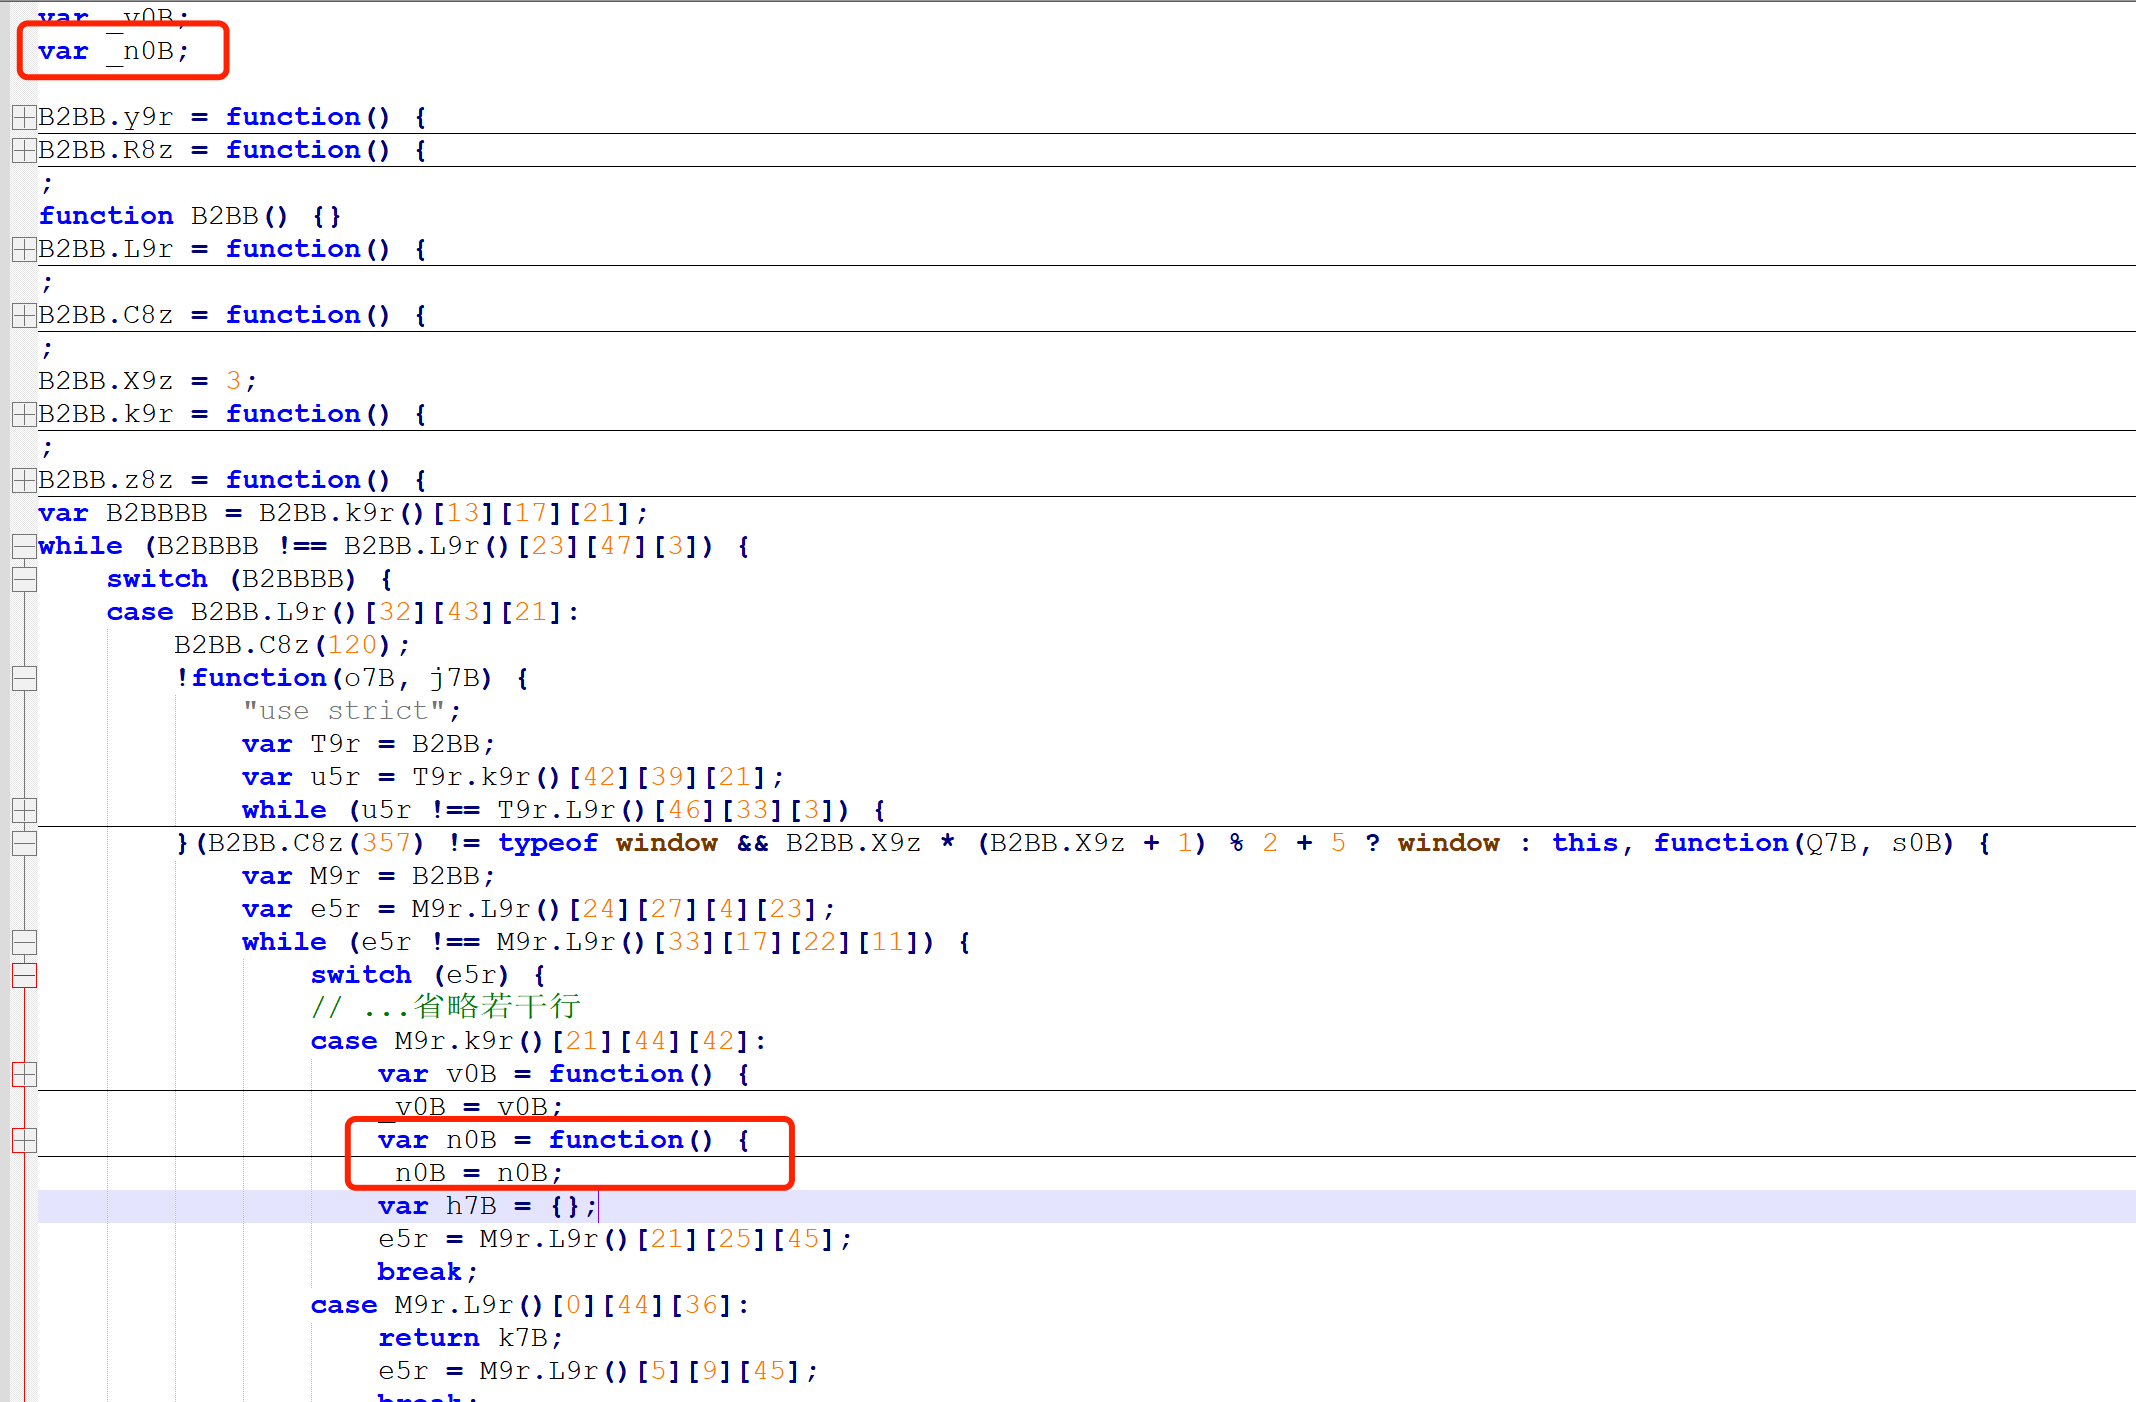 var _v0B;
var _n0B;
B2BB.y9r = function() {
B2BB.R8z = function() {
;
function B2BB() {}
B2BB.L9r = function() {
;
B2BB.C8z = function() {
;
B2BB.X9z = 3;
B2BB.k9r = function() {
;
B2BB.z8z = function() {
var B2BBBB = B2BB.k9r()[13][17][21];
while (B2BBBB !== B2BB.L9r()[23][47][3]) {
switch (B2BBBB) {
case B2BB.L9r()[32][43][21]:
B2BB.C8z(120);
!function(o7B, j7B) {
"use strict";
var T9r = B2BB;
var u5r = T9r.k9r()[42][39][21];
while (u5r !== T9r.L9r()[46][33][3]) {
}(B2BB.C8z(357) != typeof window && B2BB.X9z * (B2BB.X9z + 1) % 2 + 5 ? window : this, function(Q7B, s0B) {
var M9r = B2BB;
var e5r = M9r.L9r()[24][27][4][23];
while (e5r !== M9r.L9r()[33][17][22][11]) {
switch (e5r) {
// ...省略若干行
case M9r.k9r()[21][44][42]:
var v0B = function() {
_v0B = v0B;
var n0B = function() {
_n0B = n0B;
var h7B = {};
e5r = M9r.L9r()[21][25][45];
break;
case M9r.L9r()[0][44][36]:
return k7B;
e5r = M9r.L9r()[5][9][45];
break;